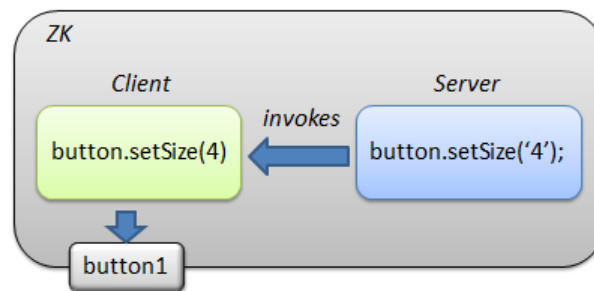 ZK
Client
Server
invokes
button.setSize(4)
button.setSize(‘4’);
button1